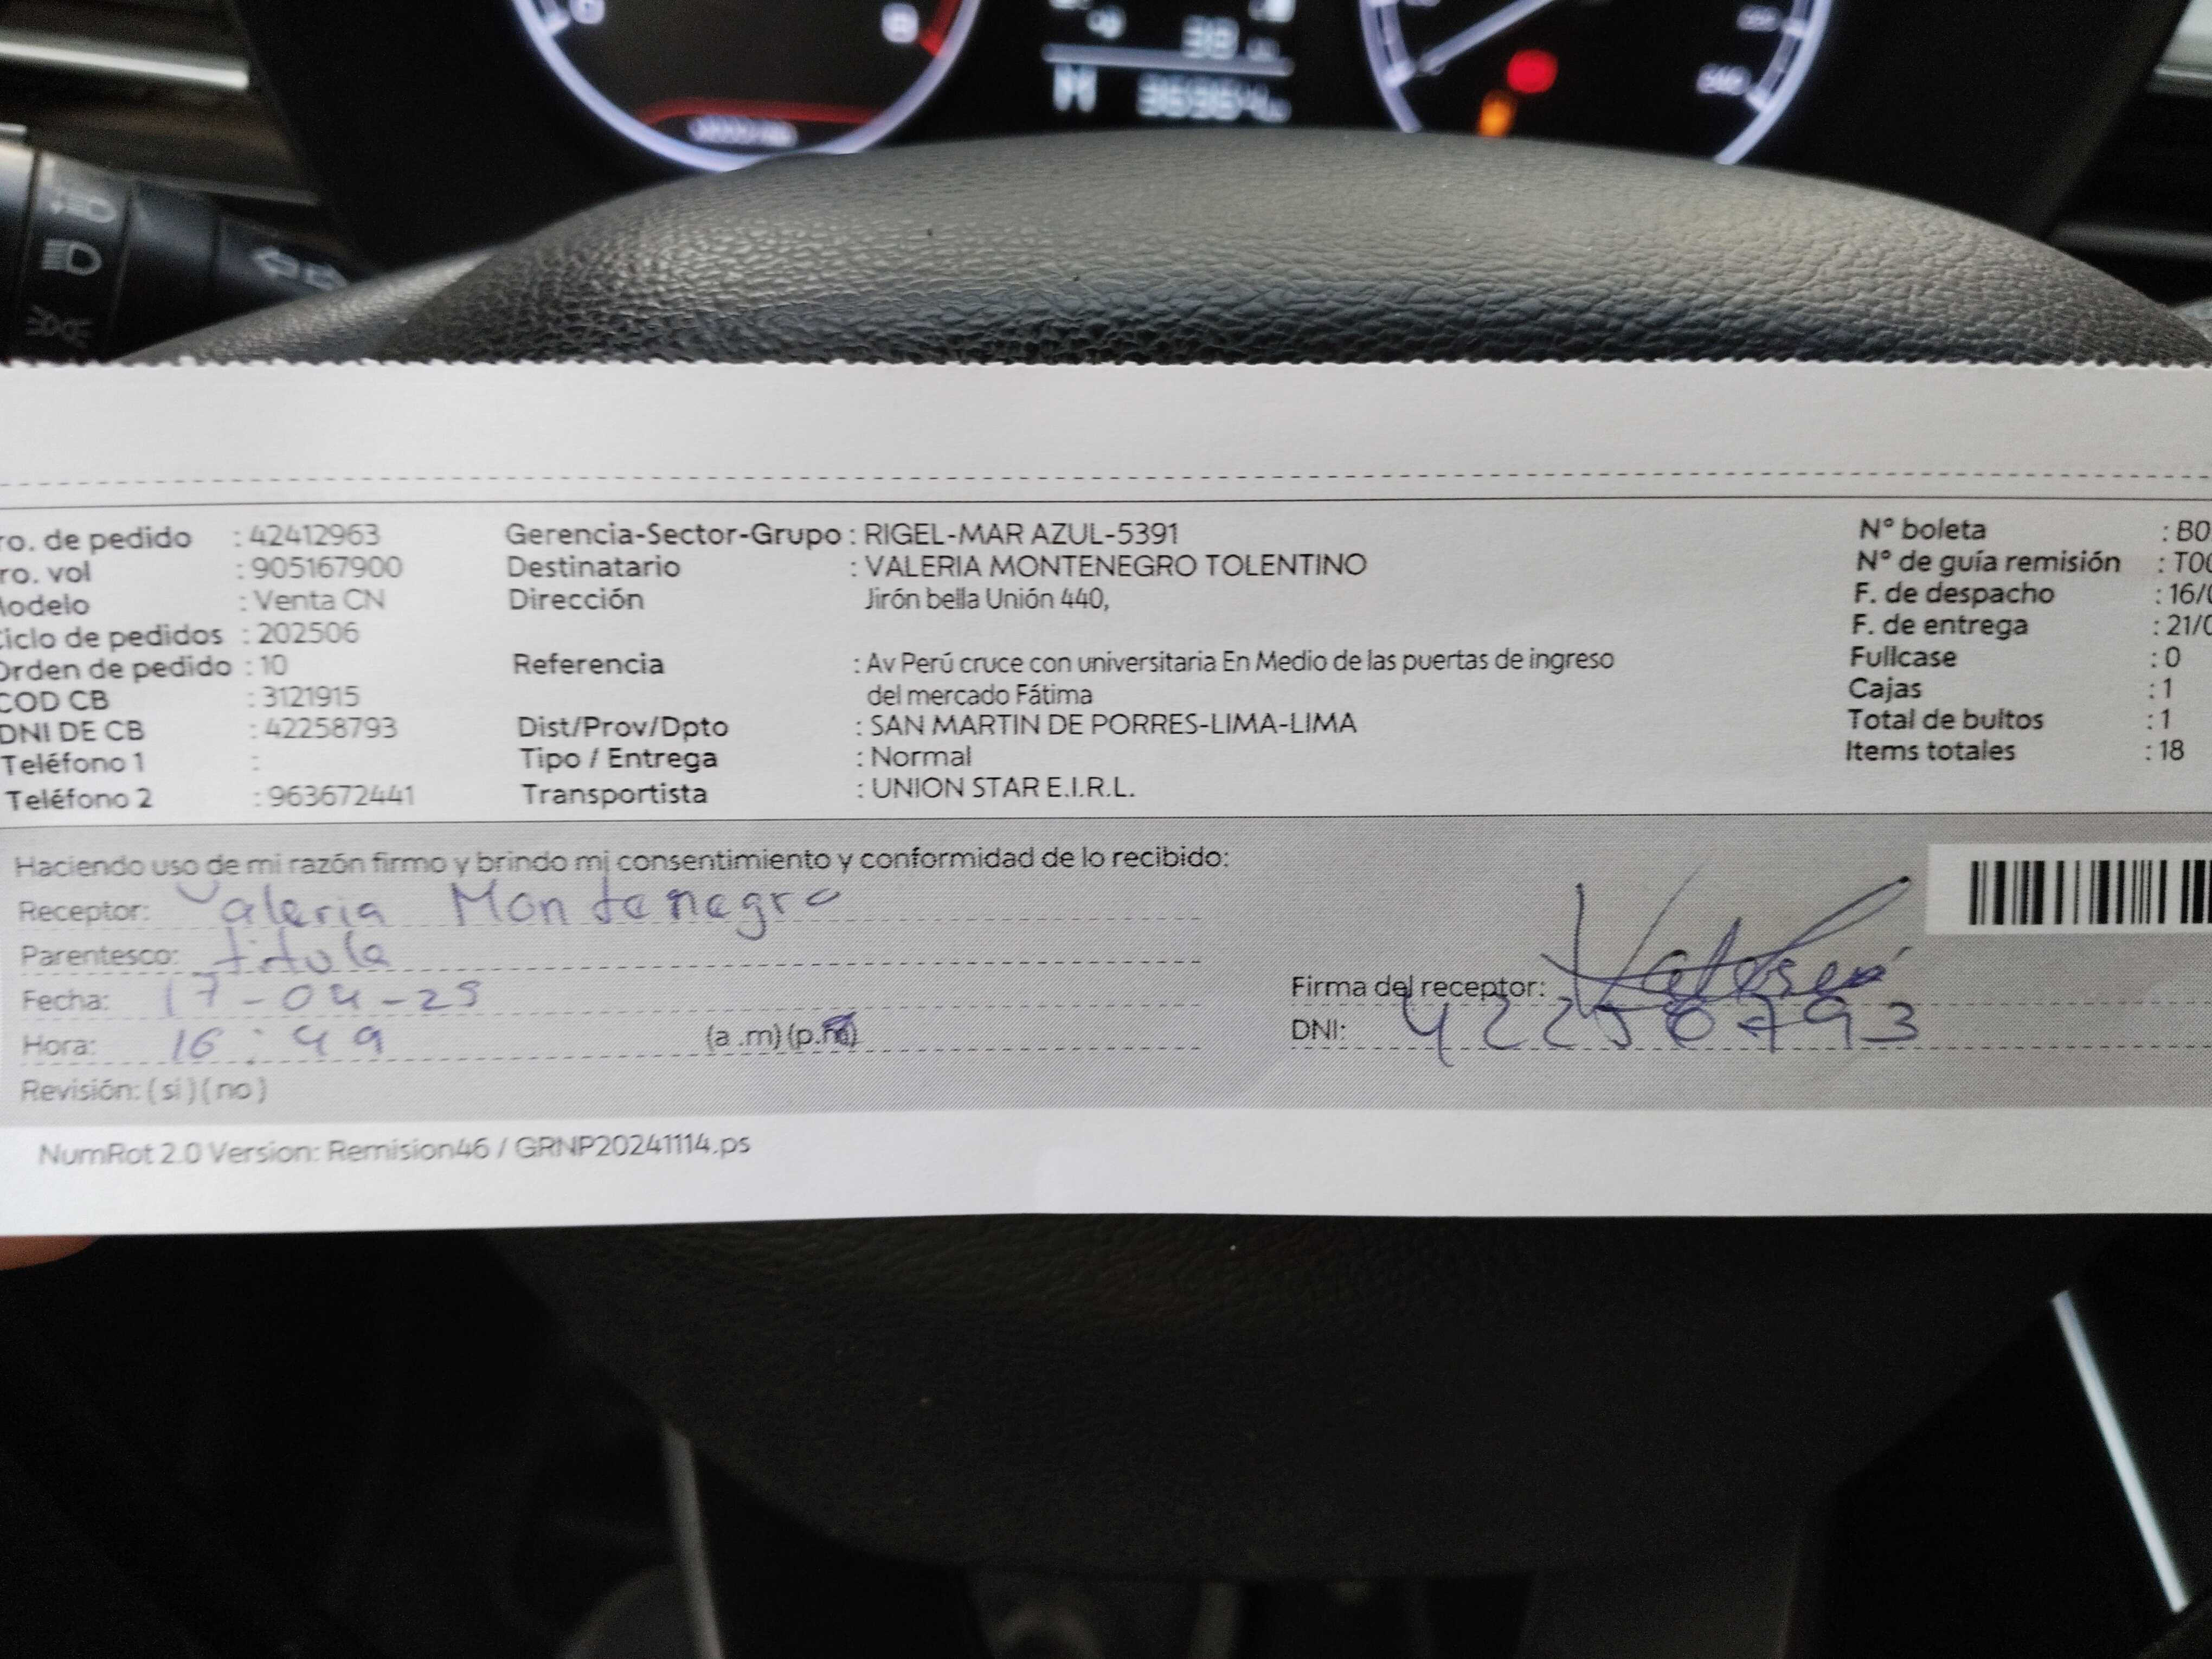 ro. de pedido : 42412963
ro. vol : 905167900
Modelo : Venta CN
Ciclo de pedidos : 202506
Orden de pedido : 10
COD CB : 3121915
DNI DE CB : 42258793
Teléfono 1 :
Teléfono 2 : 963672441
Gerencia-Sector-Grupo : RIGEL-MAR AZUL-5391
Destinatario : VALERIA MONTENEGRO TOLENTINO
Dirección Jirón bella Unión 440,
Referencia : Av Perú cruce con universitaria En Medio de las puertas de ingreso
del mercado Fátima
Dist/Prov/Dpto : SAN MARTIN DE PORRES-LIMA-LIMA
Tipo / Entrega : Normal
Transportista : UNION STAR E.I.R.L.
N° boleta : B0
N° de guía remisión : T00
F. de despacho : 16/0
F. de entrega : 21/0
Fullcase : 0
Cajas : 1
Total de bultos : 1
Items totales : 18
Haciendo uso de mi razón firmo y brindo mi consentimiento y conformidad de lo recibido:
Receptor: Valeria Montenegro
Parentesco: titula
Fecha: 17-04-25
Hora: 16:49 (a.m)(p.m)
Revisión: (si)(no)
Firma del receptor:
DNI: 42258793
NumRot 2.0 Version: Remision46 / GRNP20241114.ps